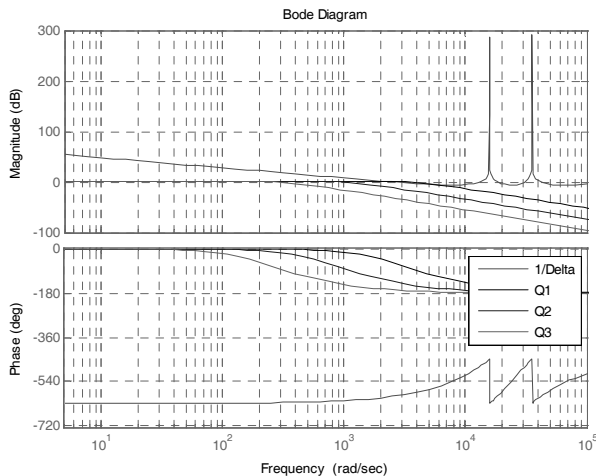 Bode Diagram
300
200
100
0
-100
Magnitude (dB)
0
-180
-360
-540
-720
Phase (deg)
1/Delta
Q1
Q2
Q3
10^1
10^2
10^3
10^4
10^5
Frequency (rad/sec)